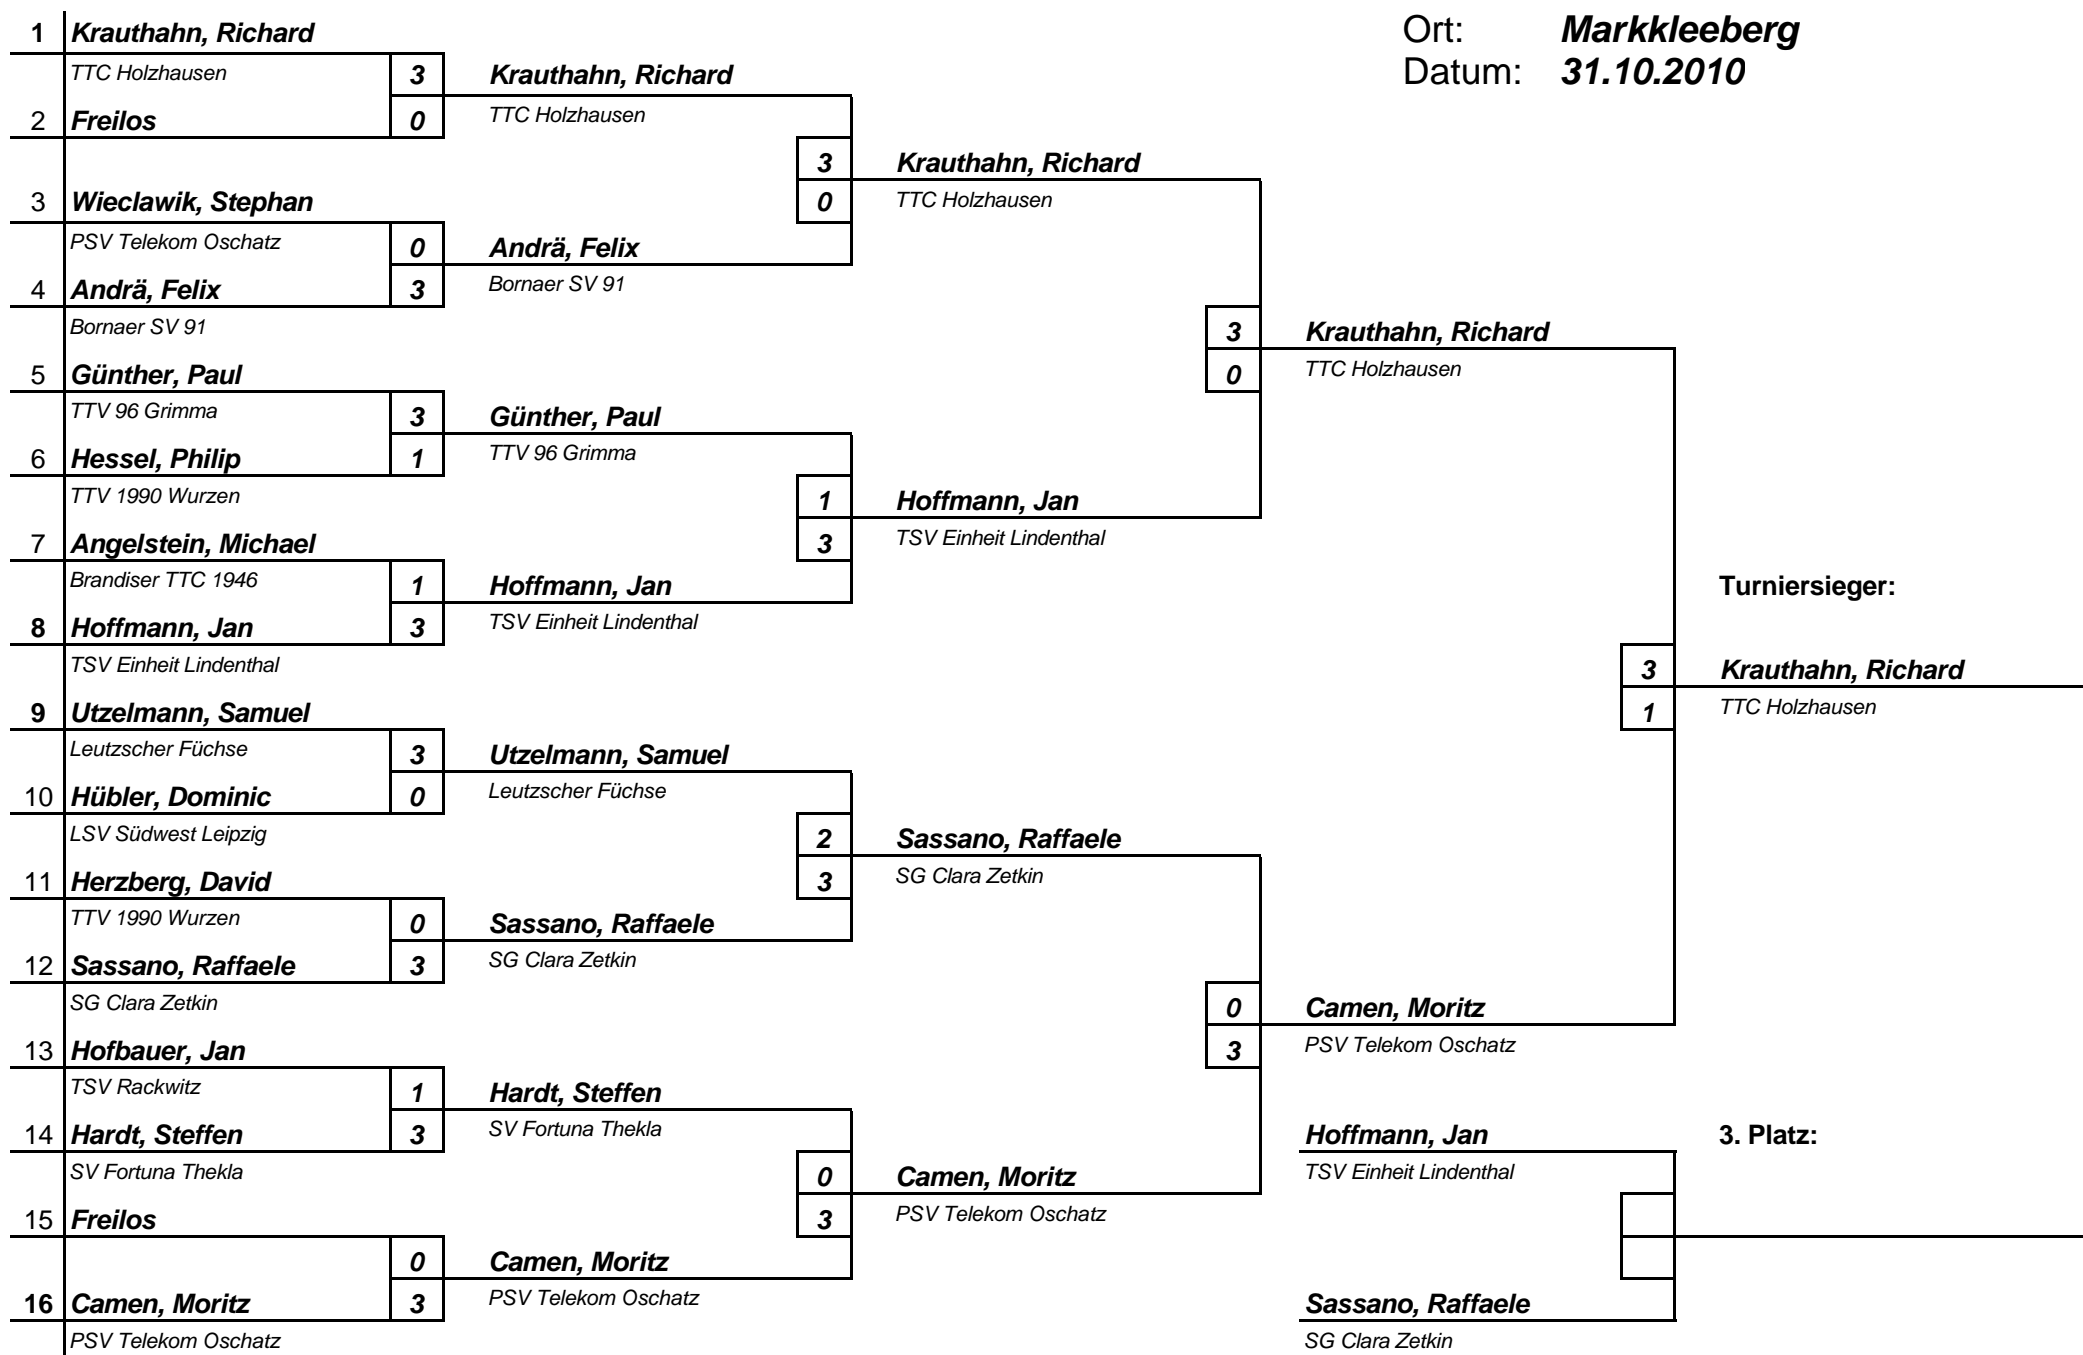 Ort: Markkleeberg
Datum: 31.10.2010
1 Krauthahn, Richard
TTC Holzhausen
3
2 Freilos
0
3 Wieclawik, Stephan
PSV Telekom Oschatz
0
4 Andrä, Felix
3
Bornaer SV 91
5 Günther, Paul
TTV 96 Grimma
3
6 Hessel, Philip
1
TTV 1990 Wurzen
7 Angelstein, Michael
Brandiser TTC 1946
1
8 Hoffmann, Jan
3
TSV Einheit Lindenthal
9 Utzelmann, Samuel
Leutzscher Füchse
3
10 Hübler, Dominic
0
LSV Südwest Leipzig
11 Herzberg, David
TTV 1990 Wurzen
0
12 Sassano, Raffaele
3
SG Clara Zetkin
13 Hofbauer, Jan
TSV Rackwitz
1
14 Hardt, Steffen
3
SV Fortuna Thekla
15 Freilos
0
16 Camen, Moritz
3
PSV Telekom Oschatz
Krauthahn, Richard
TTC Holzhausen
3
0
Andrä, Felix
Bornaer SV 91
Günther, Paul
TTV 96 Grimma
1
3
Hoffmann, Jan
TSV Einheit Lindenthal
Utzelmann, Samuel
Leutzscher Füchse
2
3
Sassano, Raffaele
SG Clara Zetkin
Hardt, Steffen
SV Fortuna Thekla
0
3
Camen, Moritz
PSV Telekom Oschatz
Krauthahn, Richard
TTC Holzhausen
3
0
Hoffmann, Jan
TSV Einheit Lindenthal
Sassano, Raffaele
SG Clara Zetkin
0
3
Camen, Moritz
PSV Telekom Oschatz
Krauthahn, Richard
TTC Holzhausen
3
1
Camen, Moritz
PSV Telekom Oschatz
Turniersieger:
Krauthahn, Richard
TTC Holzhausen
Hoffmann, Jan
TSV Einheit Lindenthal
3. Platz:
Sassano, Raffaele
SG Clara Zetkin